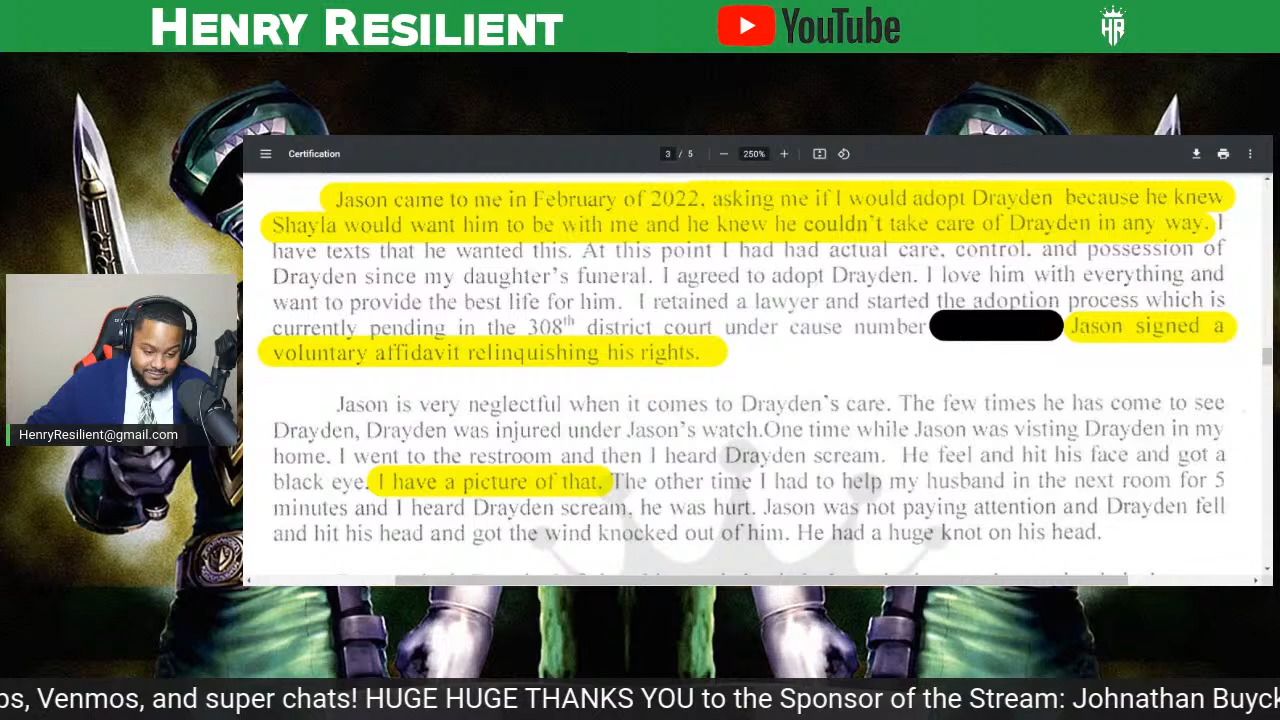 HENRY RESILIENT
YouTube
HR
Certification
3 / 5
250%
Jason came to me in February of 2022, asking me if I would adopt Drayden because he knew
Shayla would want him to be with me and he knew he couldn't take care of Drayden in any way. I
have texts that he wanted this. At this point I had had actual care, control, and possession of
Drayden since my daughter's funeral. I agreed to adopt Drayden. I love him with everything and
want to provide the best life for him. I retained a lawyer and started the adoption process which is
currently pending in the 308th district court under cause number
Jason signed a
voluntary affidavit relinquishing his rights.
Jason is very neglectful when it comes to Drayden's care. The few times he has come to see
Drayden, Drayden was injured under Jason's watch.One time while Jason was visting Drayden in my
home, I went to the restroom and then I heard Drayden scream. He feel and hit his face and got a
black eye. I have a picture of that. The other time I had to help my husband in the next room for 5
minutes and I heard Drayden scream, he was hurt. Jason was not paying attention and Drayden fell
and hit his head and got the wind knocked out of him. He had a huge knot on his head.
HenryResilient@gmail.com
ps, Venmos, and super chats! HUGE HUGE THANKS YOU to the Sponsor of the Stream: Johnathan Buyck